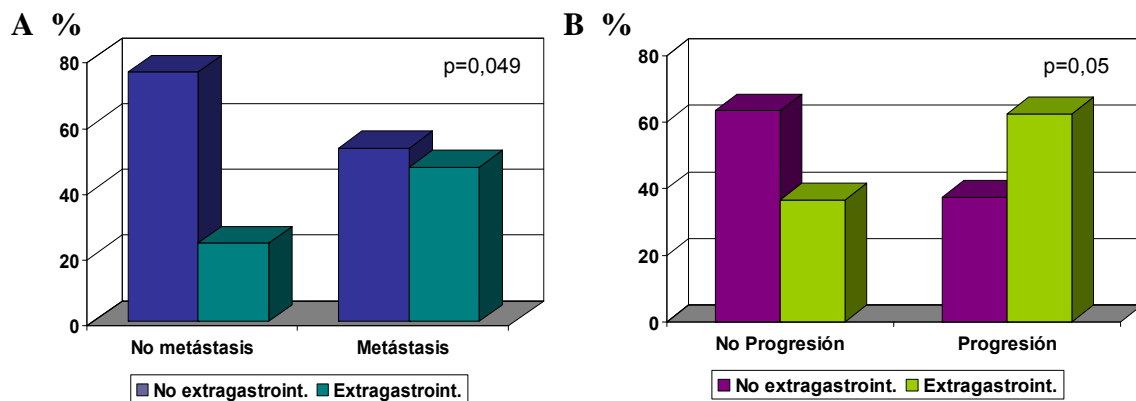 A %
p=0,049
80
60
40
20
0
No metástasis Metástasis
No extragastroint. Extragastroint.
B %
p=0,05
80
60
40
20
0
No Progresión Progresión
No extragastroint. Extragastroint.